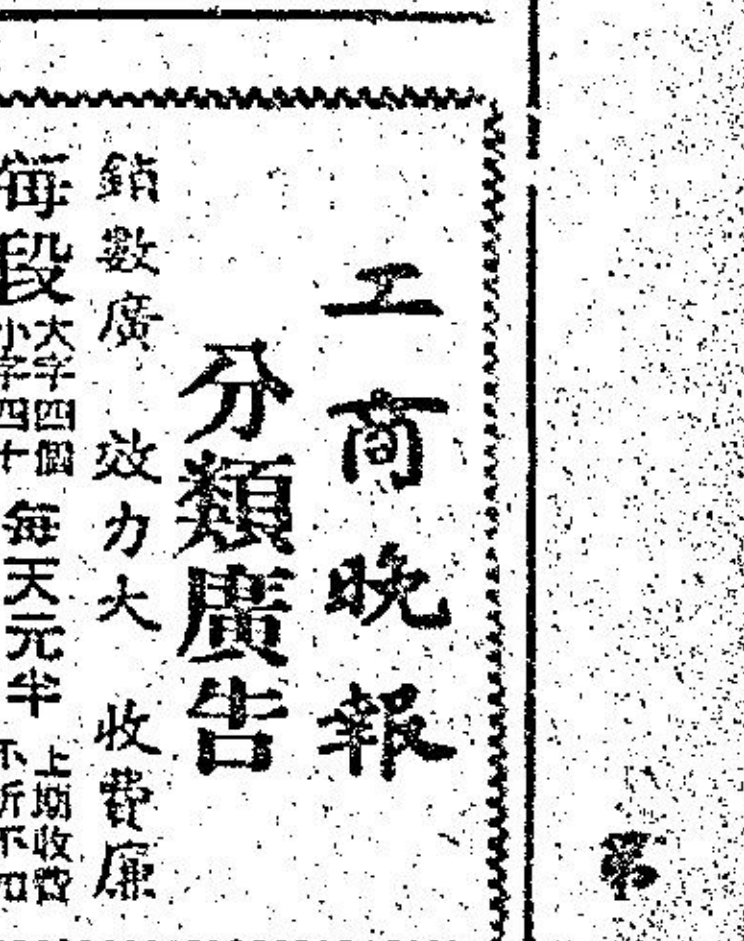 工商晚報
分類廣告
銷數廣 效力大 收費廉
每段 大字四個 每天元半 上期收費
小字四十 不折不加